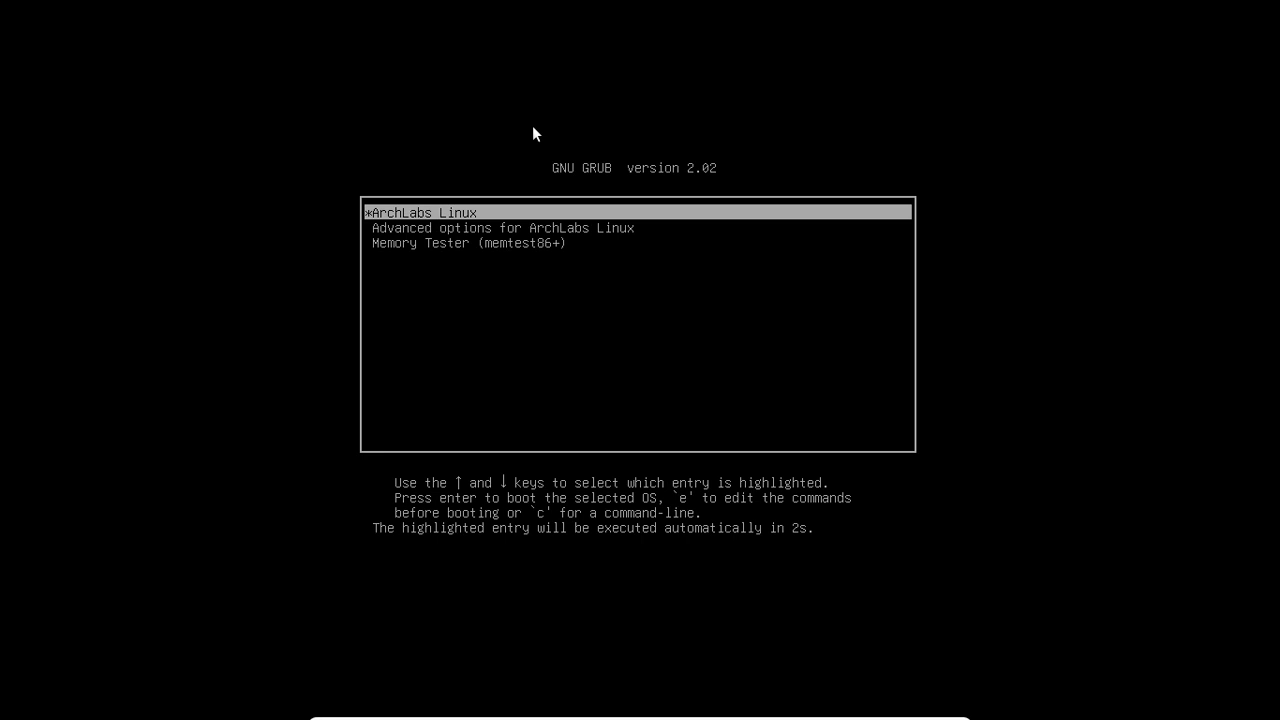 GNU GRUB  version 2.02
*ArchLabs Linux
Advanced options for ArchLabs Linux
Memory Tester (memtest86+)
Use the ↑ and ↓ keys to select which entry is highlighted.
Press enter to boot the selected OS, `e' to edit the commands
before booting or `c' for a command-line.
The highlighted entry will be executed automatically in 2s.